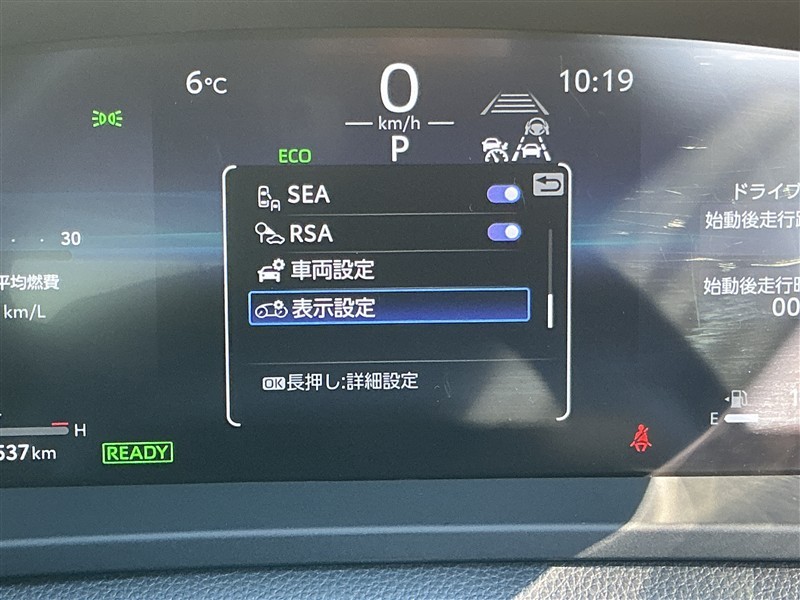 6℃
0
km/h
P
10:19
ECO
SEA
RSA
車両設定
表示設定
OK長押し:詳細設定
30
平均燃費
km/L
H
537km
READY
ドライブ
始動後走行
始動後走行時
00
E